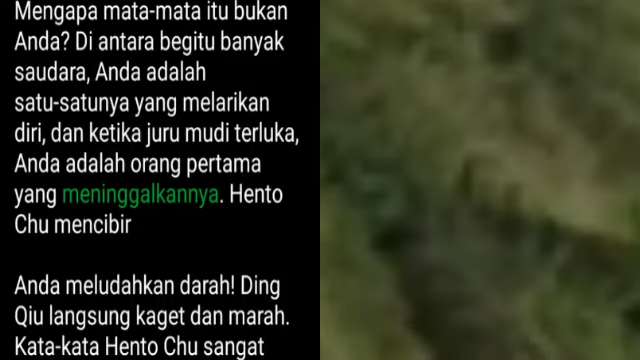 Mengapa mata-mata itu bukan
Anda? Di antara begitu banyak
saudara, Anda adalah
satu-satunya yang melarikan
diri, dan ketika juru mudi terluka,
Anda adalah orang pertama
yang meninggalkannya. Hento
Chu mencibir
Anda meludahkan darah! Ding
Qiu langsung kaget dan marah.
Kata-kata Hento Chu sangat